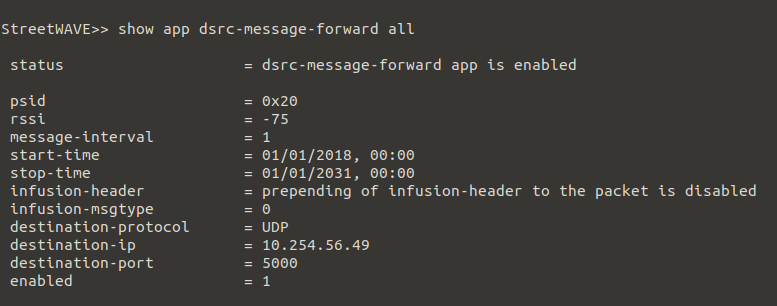 StreetWAVE>> show app dsrc-message-forward all
status = dsrc-message-forward app is enabled
psid = 0x20
rssi = -75
message-interval = 1
start-time = 01/01/2018, 00:00
stop-time = 01/01/2031, 00:00
infusion-header = prepending of infusion-header to the packet is disabled
infusion-msgtype = 0
destination-protocol = UDP
destination-ip = 10.254.56.49
destination-port = 5000
enabled = 1